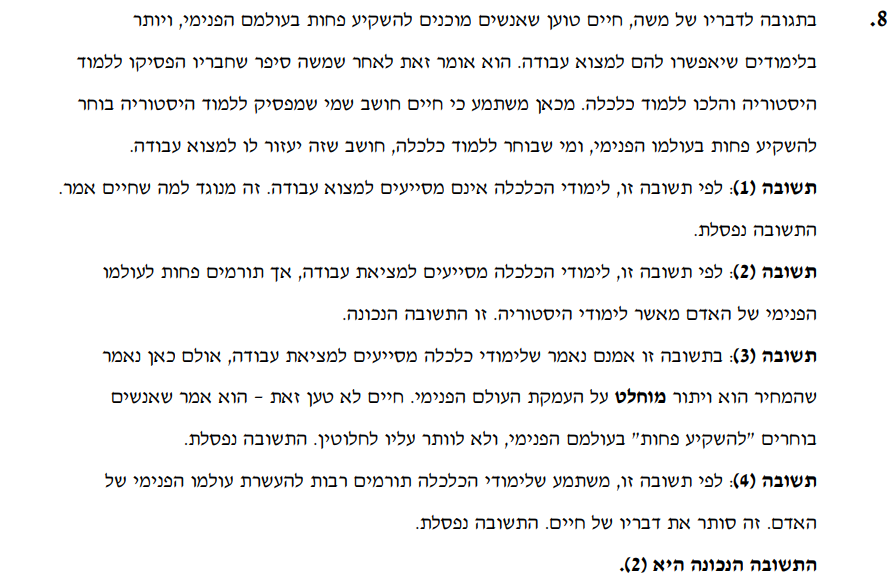 8. בתגובה לדבריו של משה, חיים טוען שאנשים מוכנים להשקיע פחות בעולמם הפנימי, ויותר
בלימודים שיאפשרו להם למצוא עבודה. הוא אומר זאת לאחר שמשה סיפר שחבריו הפסיקו ללמוד
היסטוריה והלכו ללמוד כלכלה. מכאן משתמע כי חיים חושב שמי שמפסיק ללמוד היסטוריה בוחר
להשקיע פחות בעולמו הפנימי, ומי שבוחר ללמוד כלכלה, חושב שזה יעזור לו למצוא עבודה.
תשובה (1): לפי תשובה זו, לימודי הכלכלה אינם מסייעים למצוא עבודה. זה מנוגד למה שחיים אמר.
התשובה נפסלת.
תשובה (2): לפי תשובה זו, לימודי הכלכלה מסייעים למציאת עבודה, אך תורמים פחות לעולמו
הפנימי של האדם מאשר לימודי היסטוריה. זו התשובה הנכונה.
תשובה (3): בתשובה זו אמנם נאמר שלימודי כלכלה מסייעים למציאת עבודה, אולם כאן נאמר
שהמחיר הוא ויתור מוחלט על העמקת העולם הפנימי. חיים לא טען זאת – הוא אמר שאנשים
בוחרים "להשקיע פחות" בעולמם הפנימי, ולא לוותר עליו לחלוטין. התשובה נפסלת.
תשובה (4): לפי תשובה זו, משתמע שלימודי הכלכלה תורמים רבות להעשרת עולמו הפנימי של
האדם. זה סותר את דבריו של חיים. התשובה נפסלת.
התשובה הנכונה היא (2).